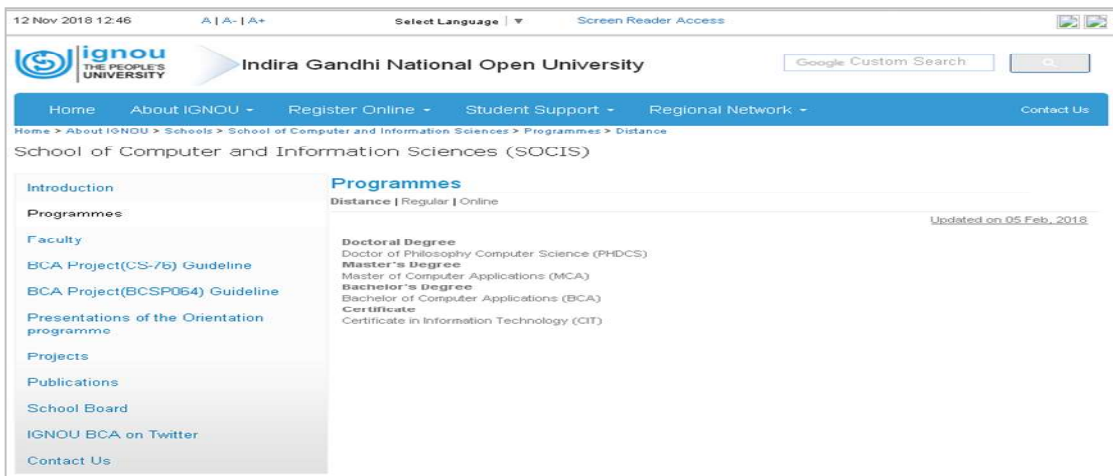 12 Nov 2018 12:46 A | A- | A+ Select Language ▼ Screen Reader Access
ignou
THE PEOPLE'S
UNIVERSITY
Indira Gandhi National Open University
Google Custom Search
Home About IGNOU Register Online Student Support Regional Network Contact Us
Home > About IGNOU > Schools > School of Computer and Information Sciences > Programmes > Distance
School of Computer and Information Sciences (SOCIS)
Introduction
Programmes
Faculty
BCA Project(CS-76) Guideline
BCA Project(BCSP064) Guideline
Presentations of the Orientation
programme
Projects
Publications
School Board
IGNOU BCA on Twitter
Contact Us
Programmes
Distance | Regular | Online
Updated on 05 Feb, 2018
Doctoral Degree
Doctor of Philosophy Computer Science (PHDCS)
Master's Degree
Master of Computer Applications (MCA)
Bachelor's Degree
Bachelor of Computer Applications (BCA)
Certificate
Certificate in Information Technology (CIT)